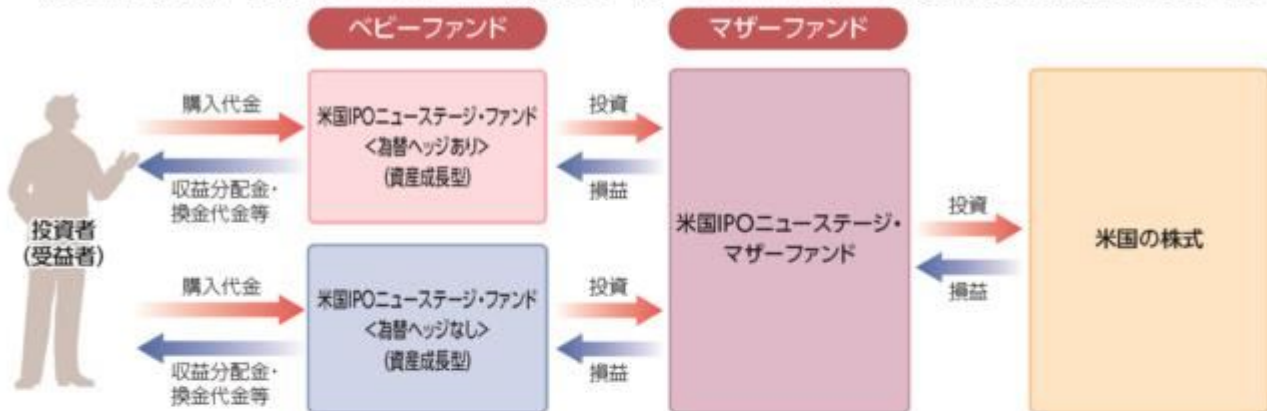 ベビーファンド
マザーファンド
投資者
(受益者)
購入代金
収益分配金・
換金代金等
米国IPOニューステージ・ファンド
<為替ヘッジあり>
(資産成長型)
投資
損益
購入代金
収益分配金・
換金代金等
米国IPOニューステージ・ファンド
<為替ヘッジなし>
(資産成長型)
投資
損益
米国IPOニューステージ・
マザーファンド
投資
損益
米国の株式